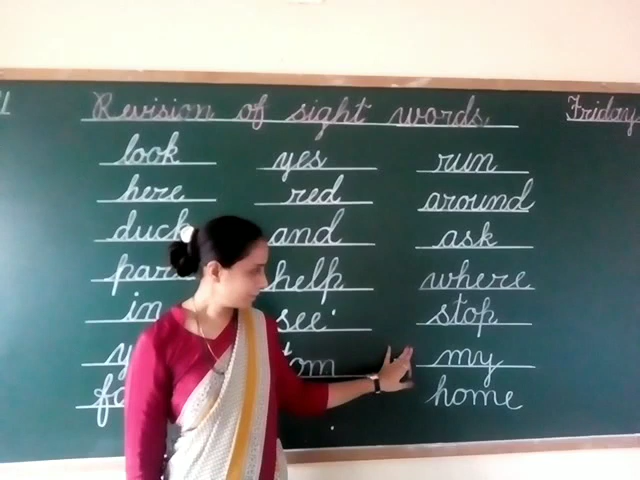 Revision of sight words. Friday
look yes run
here red around
duck and ask
help where
in see stop
my
home